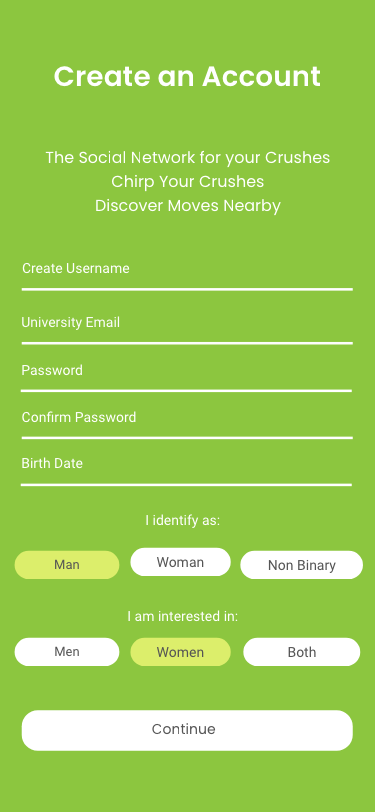 Create an Account
The Social Network for your Crushes
Chirp Your Crushes
Discover Moves Nearby
Create Username
University Email
Password
Confirm Password
Birth Date
I identify as:
Man Woman Non Binary
I am interested in:
Men Women Both
Continue